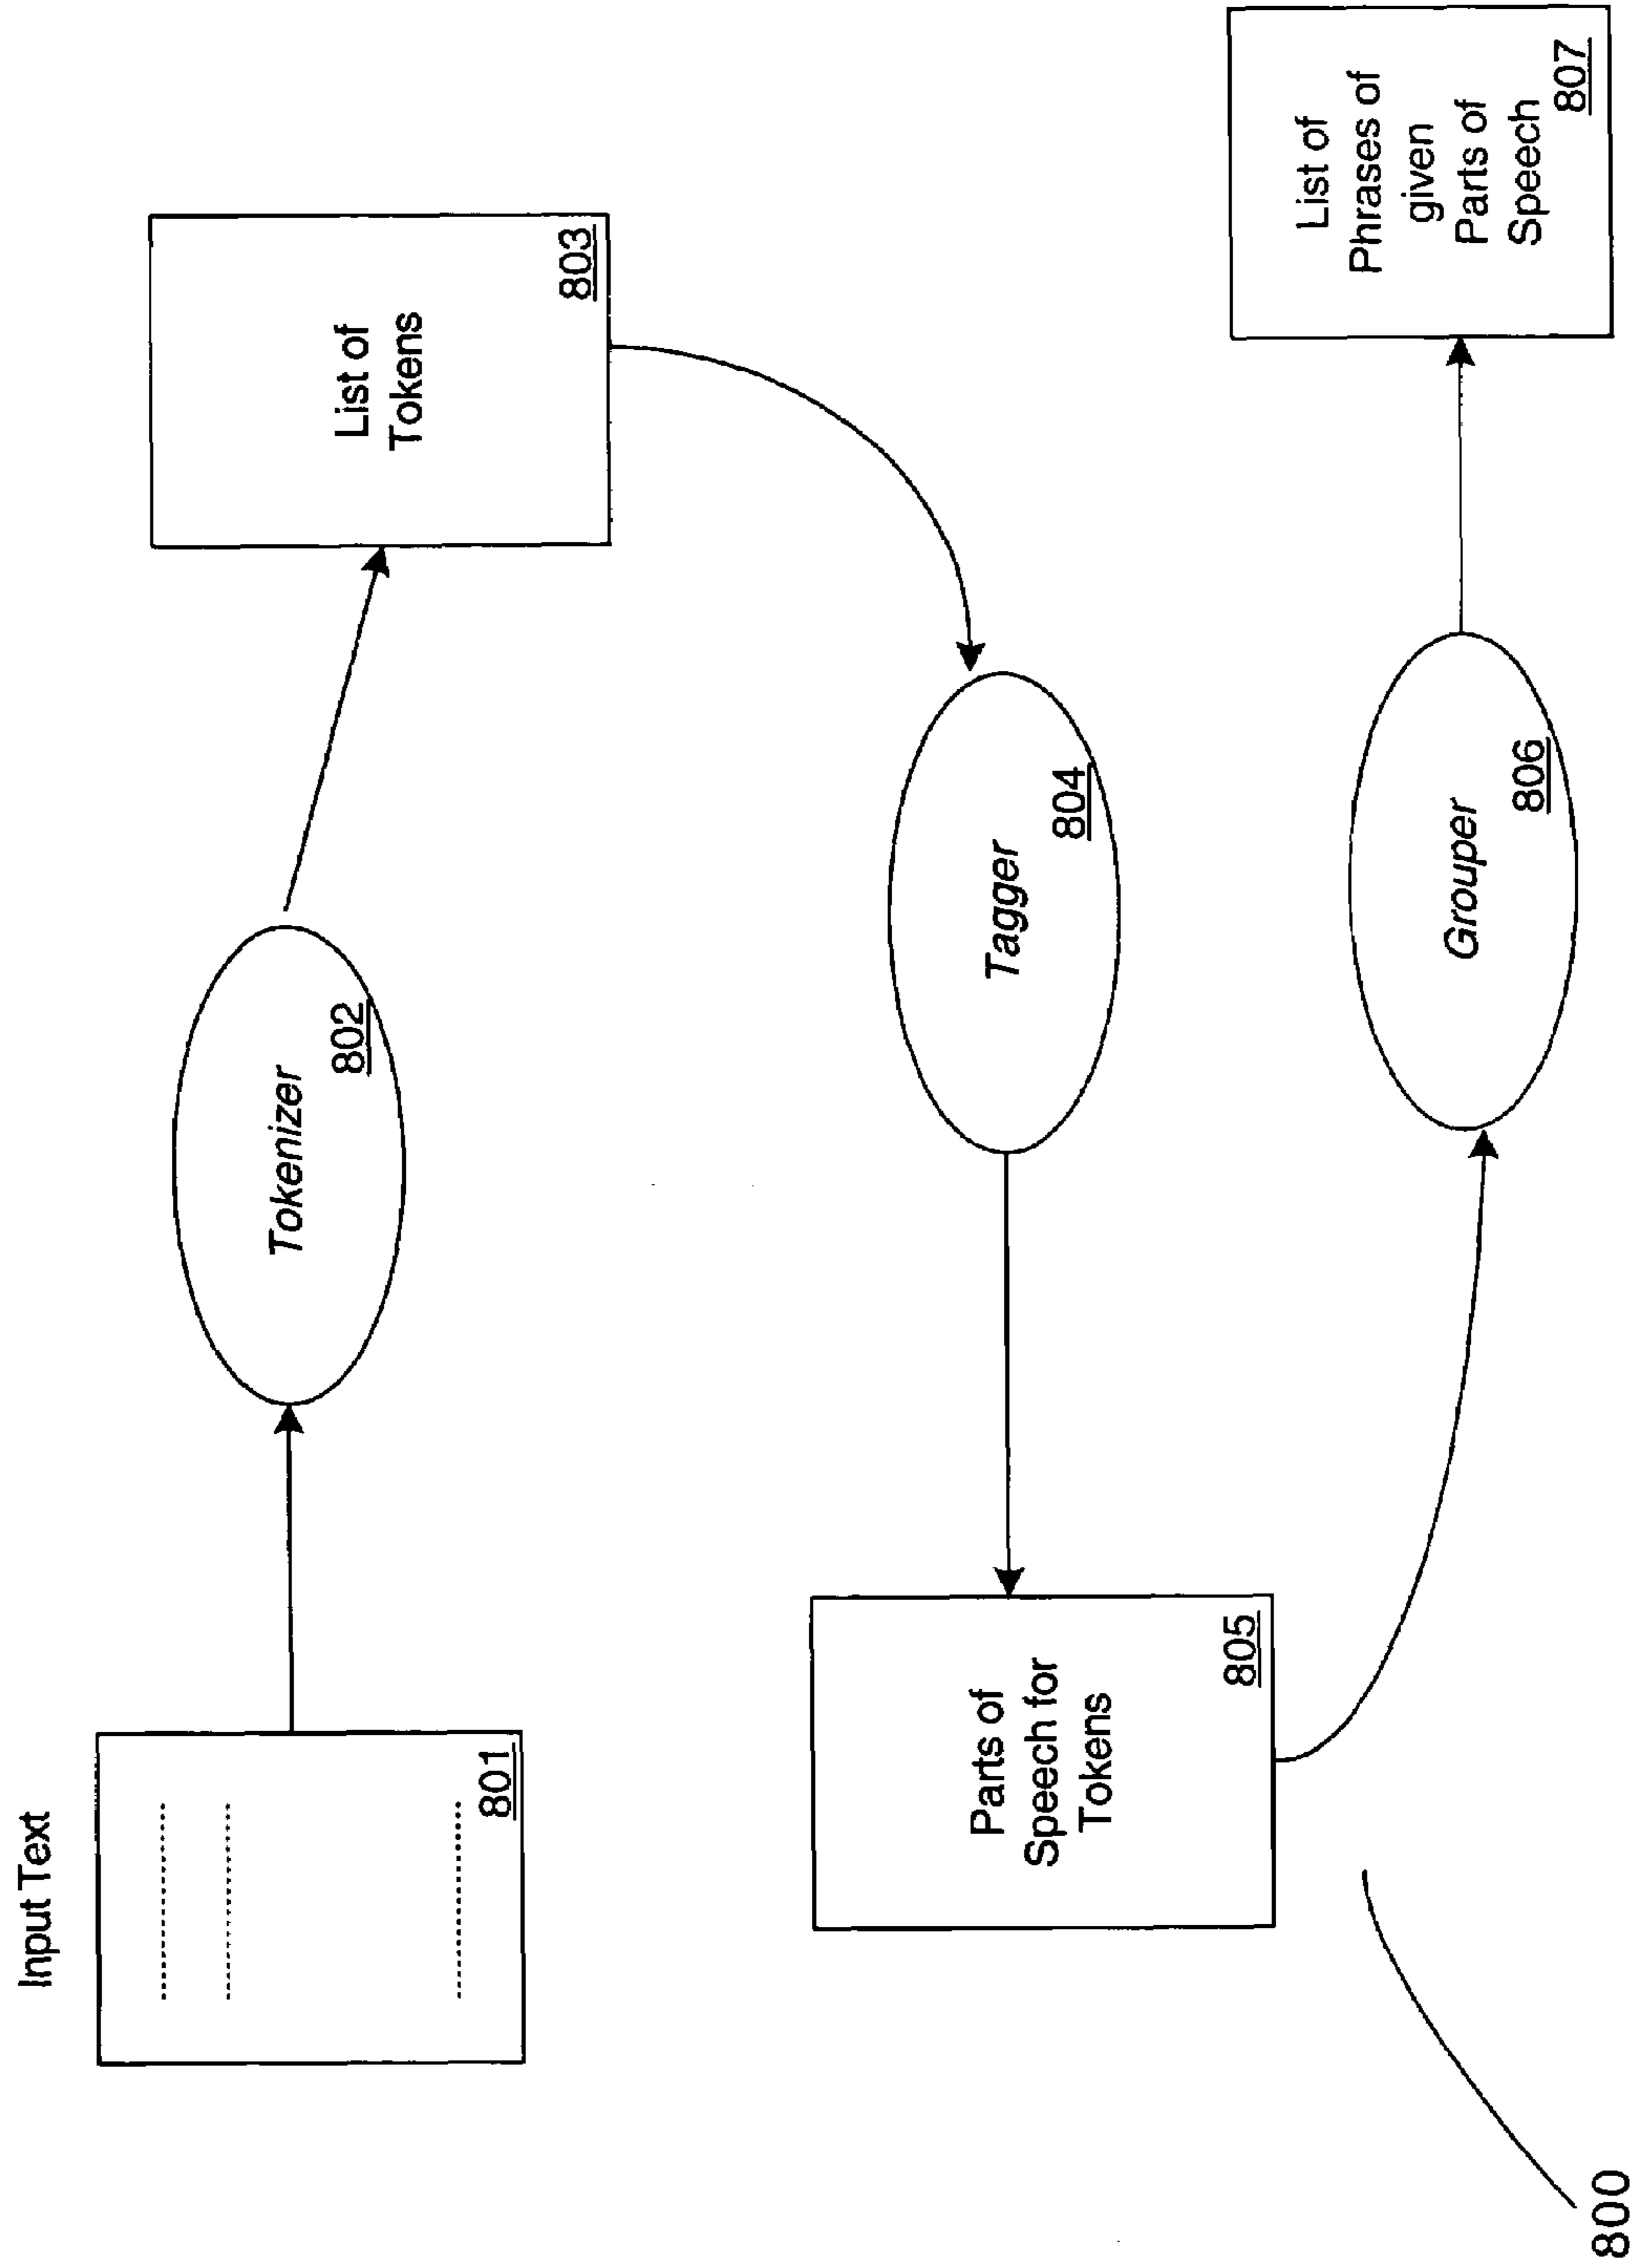 Input Text
801
Tokenizer
802
List of
Tokens
803
Tagger
804
Parts of
Speech for
Tokens
805
Grouper
806
List of
Phrases of
given
Parts of
Speech
807
800